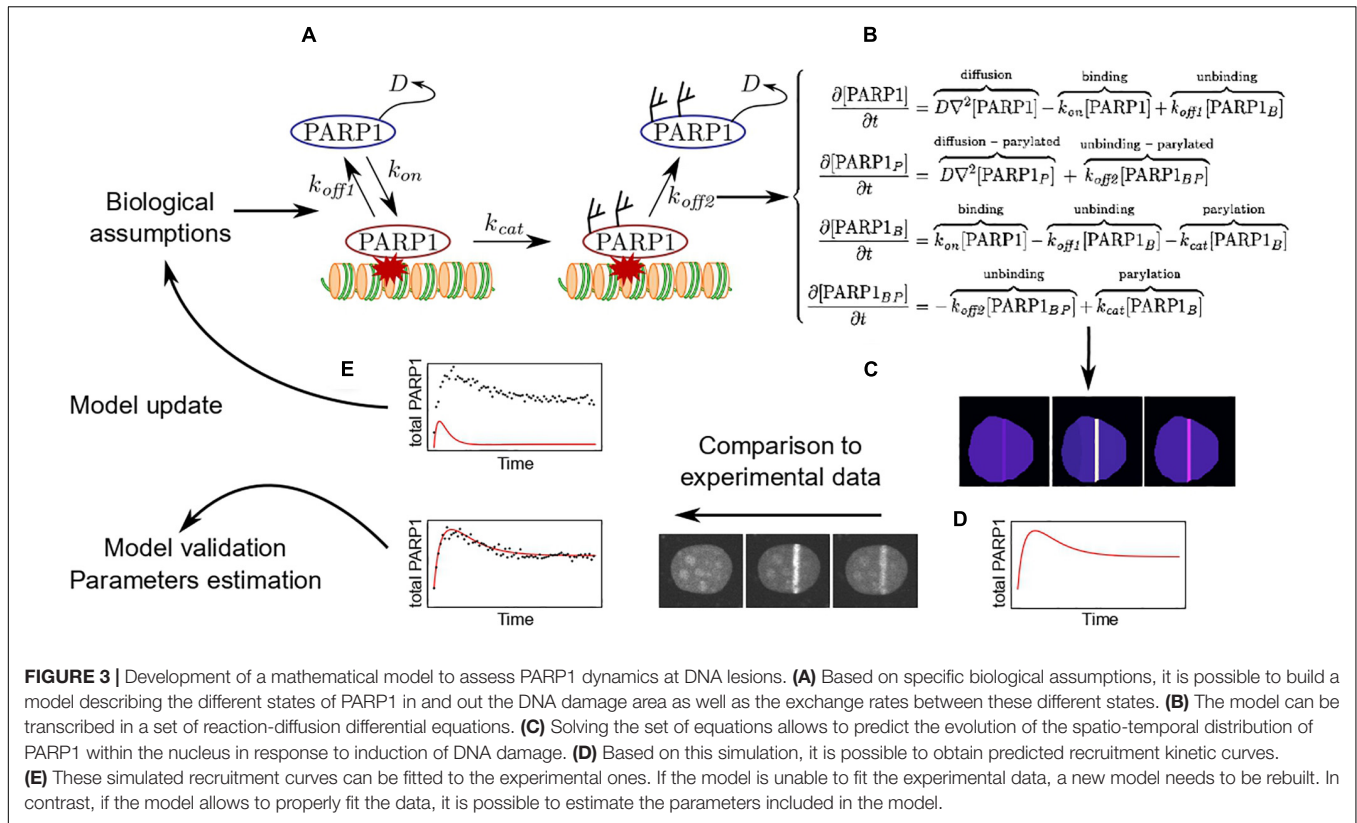 A
B
D
PARP1
k_off1
k_on
PARP1
k_cat
D
PARP1
k_off2
PARP1
Biological
assumptions
diffusion binding unbinding
∂[PARP1]/∂t = D∇²[PARP1] − k_on[PARP1] + k_off1[PARP1_B]
diffusion – parylated unbinding – parylated
∂[PARP1_P]/∂t = D∇²[PARP1_P] + k_off2[PARP1_BP]
binding unbinding parylation
∂[PARP1_B]/∂t = k_on[PARP1] − k_off1[PARP1_B] − k_cat[PARP1_B]
unbinding parylation
∂[PARP1_BP]/∂t = − k_off2[PARP1_BP] + k_cat[PARP1_B]
E
total PARP1
Time
Model update
C
Comparison to
experimental data
D
total PARP1
Time
total PARP1
Time
Model validation
Parameters estimation
FIGURE 3 | Development of a mathematical model to assess PARP1 dynamics at DNA lesions. (A) Based on specific biological assumptions, it is possible to build a
model describing the different states of PARP1 in and out the DNA damage area as well as the exchange rates between these different states. (B) The model can be
transcribed in a set of reaction-diffusion differential equations. (C) Solving the set of equations allows to predict the evolution of the spatio-temporal distribution of
PARP1 within the nucleus in response to induction of DNA damage. (D) Based on this simulation, it is possible to obtain predicted recruitment kinetic curves.
(E) These simulated recruitment curves can be fitted to the experimental ones. If the model is unable to fit the experimental data, a new model needs to be rebuilt. In
contrast, if the model allows to properly fit the data, it is possible to estimate the parameters included in the model.